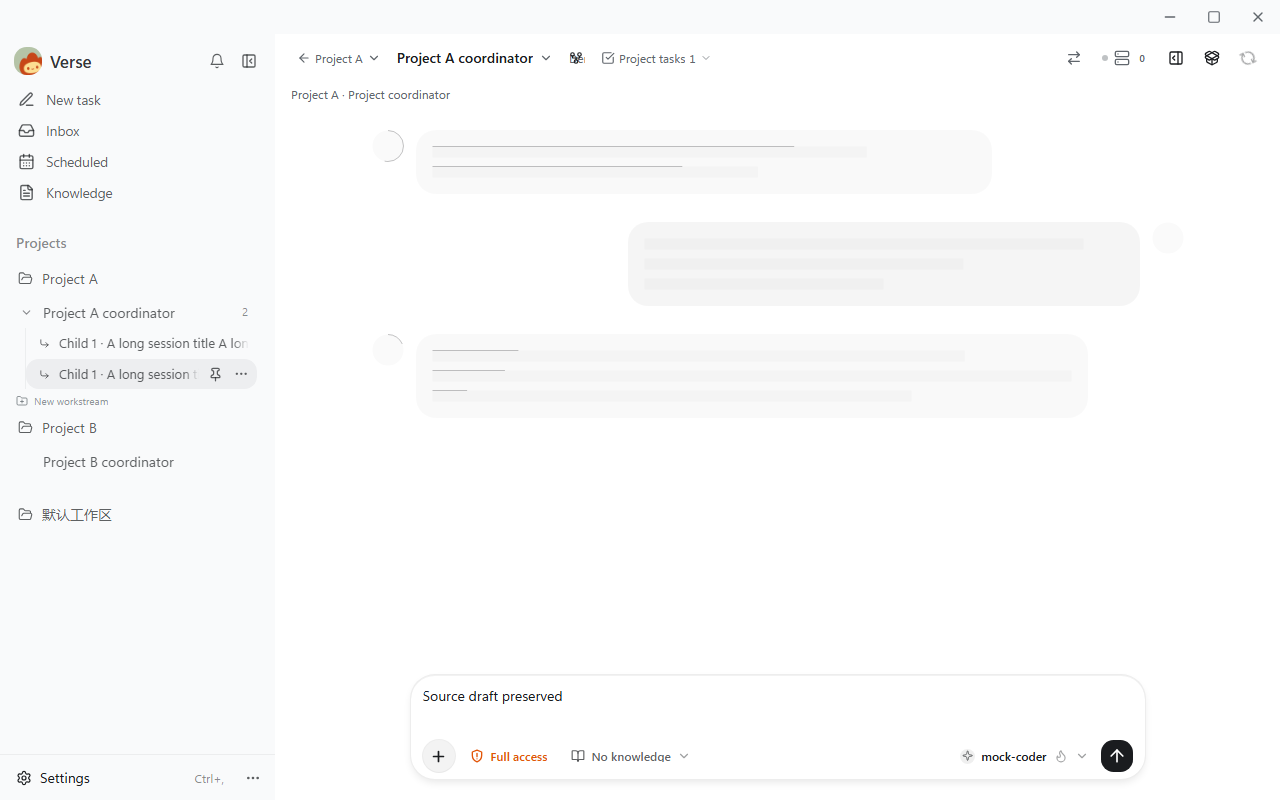 Verse
New task
Inbox
Scheduled
Knowledge
Projects
Project A
Project A coordinator 2
Child 1 · A long session title A lon
Child 1 · A long session t
New workstream
Project B
Project B coordinator
默认工作区
Settings Ctrl+,
Project A Project A coordinator Project tasks 1 0
Project A · Project coordinator
Source draft preserved
Full access No knowledge mock-coder